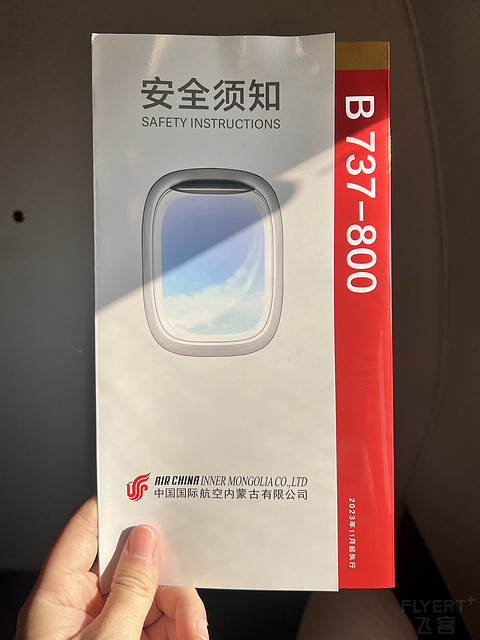 安全须知
SAFETY INSTRUCTIONS
B 737-800
AIR CHINA INNER MONGOLIA CO.,LTD
中国国际航空内蒙古有限公司
2023年11月起执行
FLYERT+
飞客